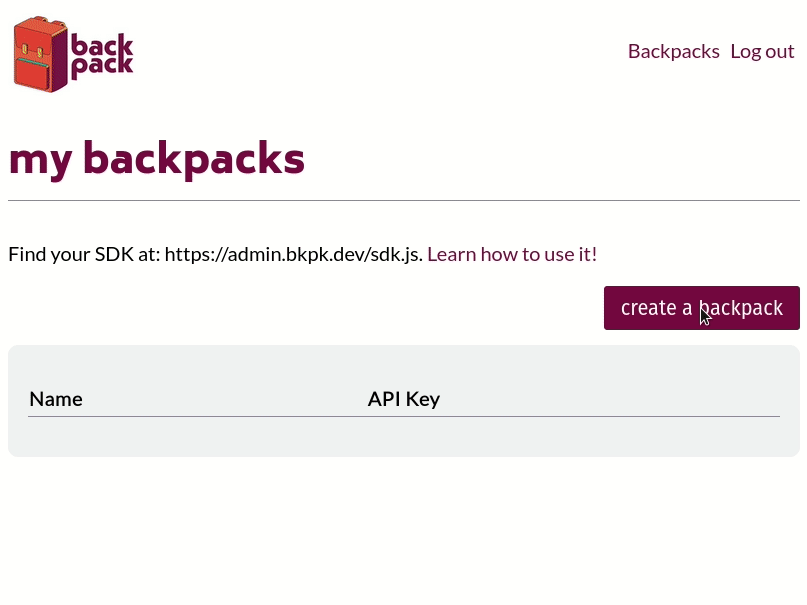 back
pack
Backpacks Log out
my backpacks
Find your SDK at: https://admin.bkpk.dev/sdk.js. Learn how to use it!
create a backpack
Name API Key